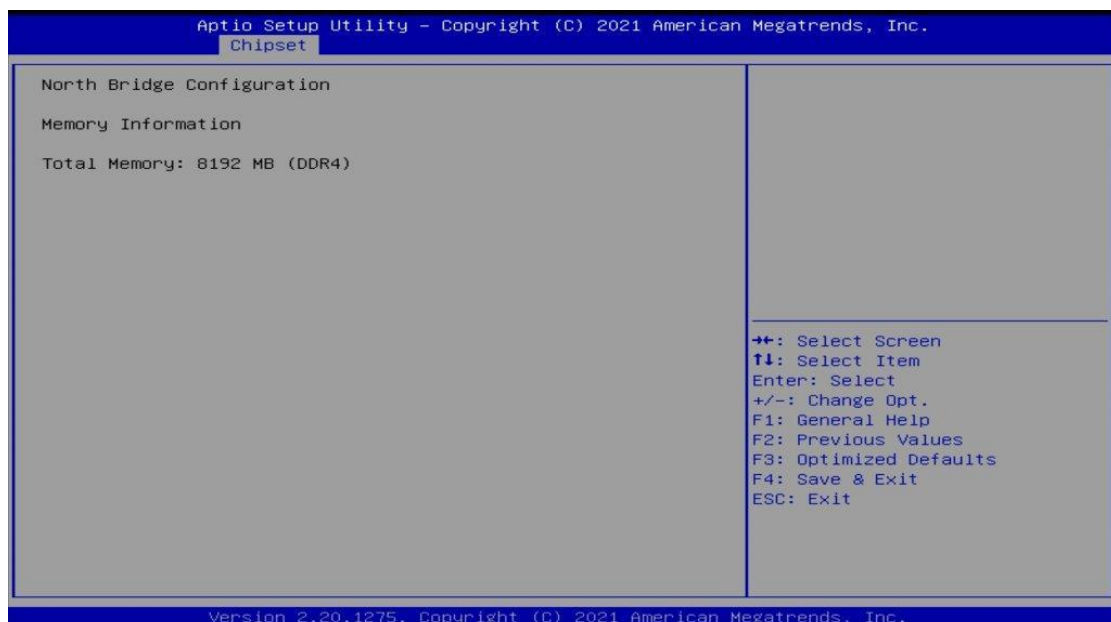 Aptio Setup Utility – Copyright (C) 2021 American Megatrends, Inc.
Chipset
North Bridge Configuration
Memory Information
Total Memory: 8192 MB (DDR4)
→←: Select Screen
↑↓: Select Item
Enter: Select
+/-: Change Opt.
F1: General Help
F2: Previous Values
F3: Optimized Defaults
F4: Save & Exit
ESC: Exit
Version 2.20.1275. Copyright (C) 2021 American Megatrends, Inc.